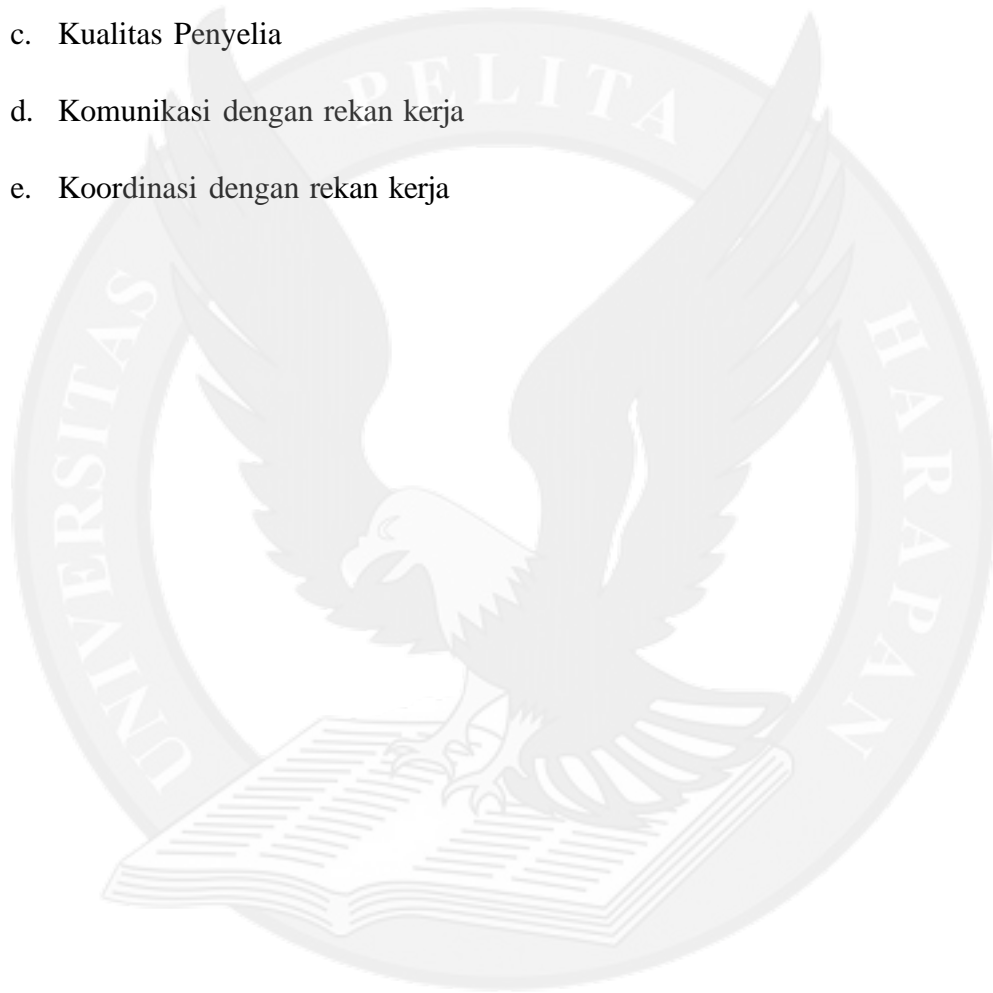 c. Kualitas Penyelia
d. Komunikasi dengan rekan kerja
e. Koordinasi dengan rekan kerja
UNIVERSITAS PELITA HARAPAN